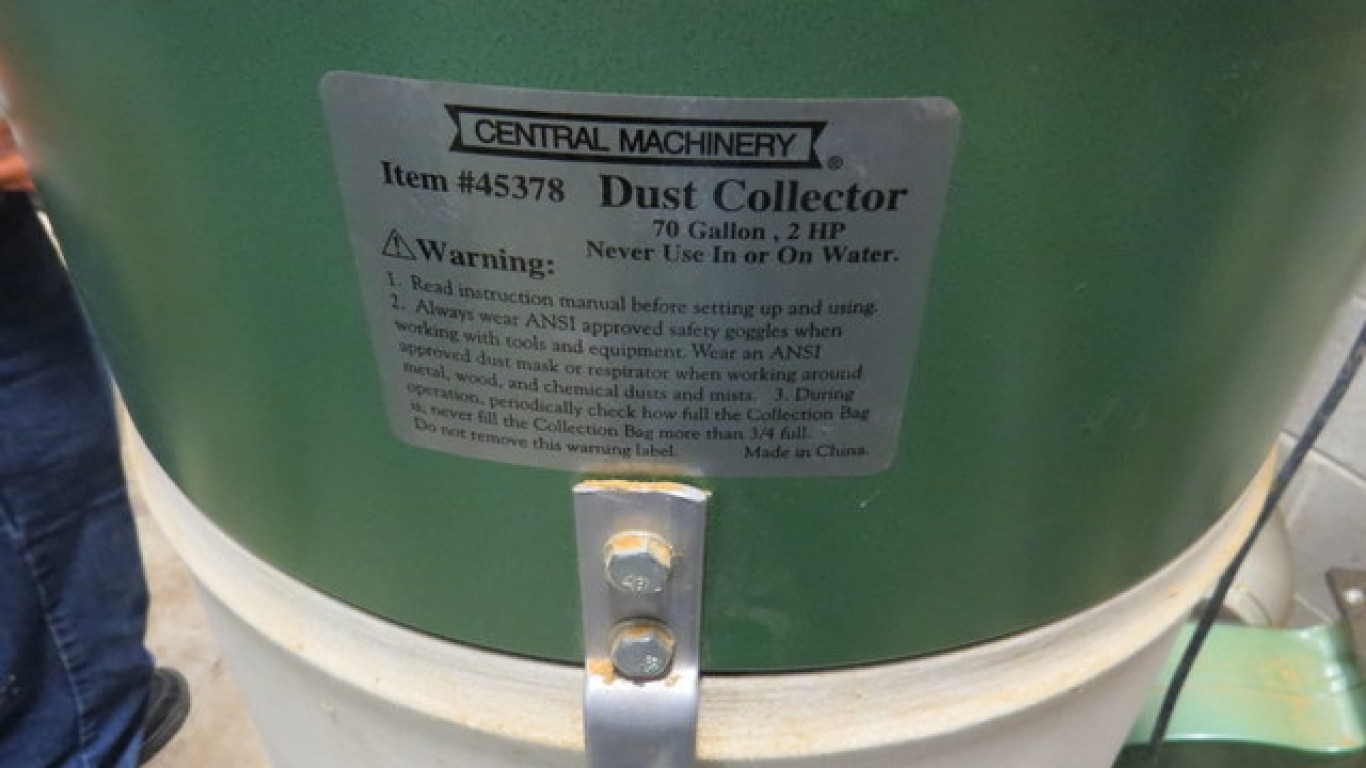 CENTRAL MACHINERY ®
Item #45378 Dust Collector
70 Gallon , 2 HP
Never Use In or On Water.
⚠Warning:
1. Read instruction manual before setting up and using.
2. Always wear ANSI approved safety goggles when
working with tools and equipment. Wear an ANSI
approved dust mask or respirator when working around
metal, wood, and chemical dusts and mists. 3. During
operation, periodically check how full the Collection Bag
is; never fill the Collection Bag more than 3/4 full.
Do not remove this warning label. Made in China.